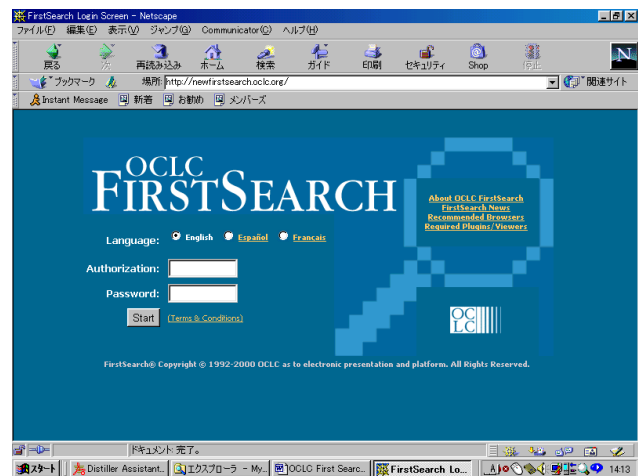 FirstSearch Login Screen - Netscape
ファイル(F) 編集(E) 表示(V) ジャンプ(G) Communicator(C) ヘルプ(H)
戻る 次 再読み込み ホーム 検索 ガイド 印刷 セキュリティ Shop 停止
N
ブックマーク 場所: http://newfirstsearch.oclc.org/ 関連サイト
Instant Message 新着 お勧め メンバーズ
OCLC
FIRSTSEARCH
About OCLC FirstSearch
FirstSearch News
Recommended Browsers
Required Plugins/Viewers
Language: English Español Francais
Authorization:
Password:
Start (Terms & Conditions)
OC
LC
FirstSearch® Copyright © 1992-2000 OCLC as to electronic presentation and platform. All Rights Reserved.
ドキュメント: 完了。
スタート Distiller Assistant... エクスプローラ - My... OCLC First Searc... FirstSearch Lo... A 14:13